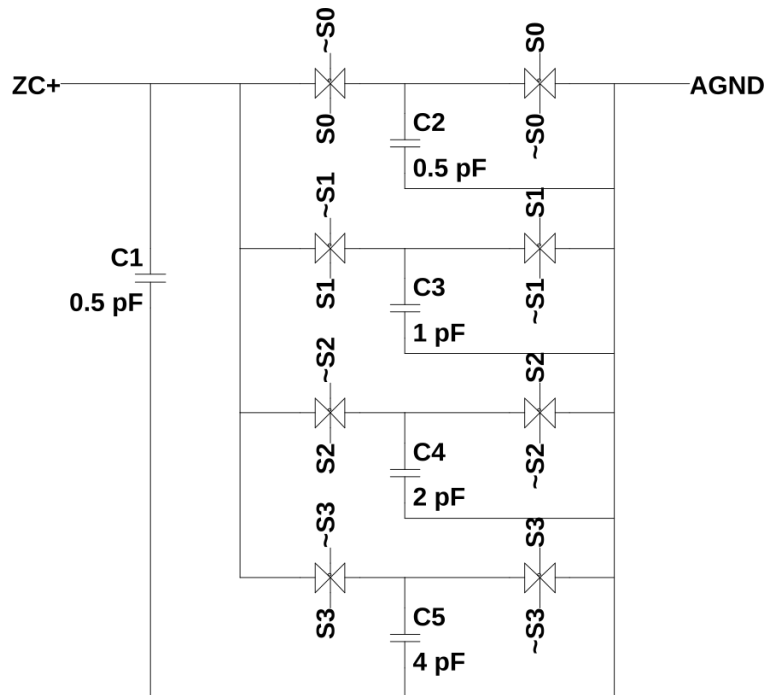 ~S0
S0
ZC+
AGND
S0
~S0
C2
0.5 pF
~S1
S1
C1
0.5 pF
S1
~S1
C3
1 pF
~S2
S2
S2
~S2
C4
2 pF
~S3
S3
S3
~S3
C5
4 pF